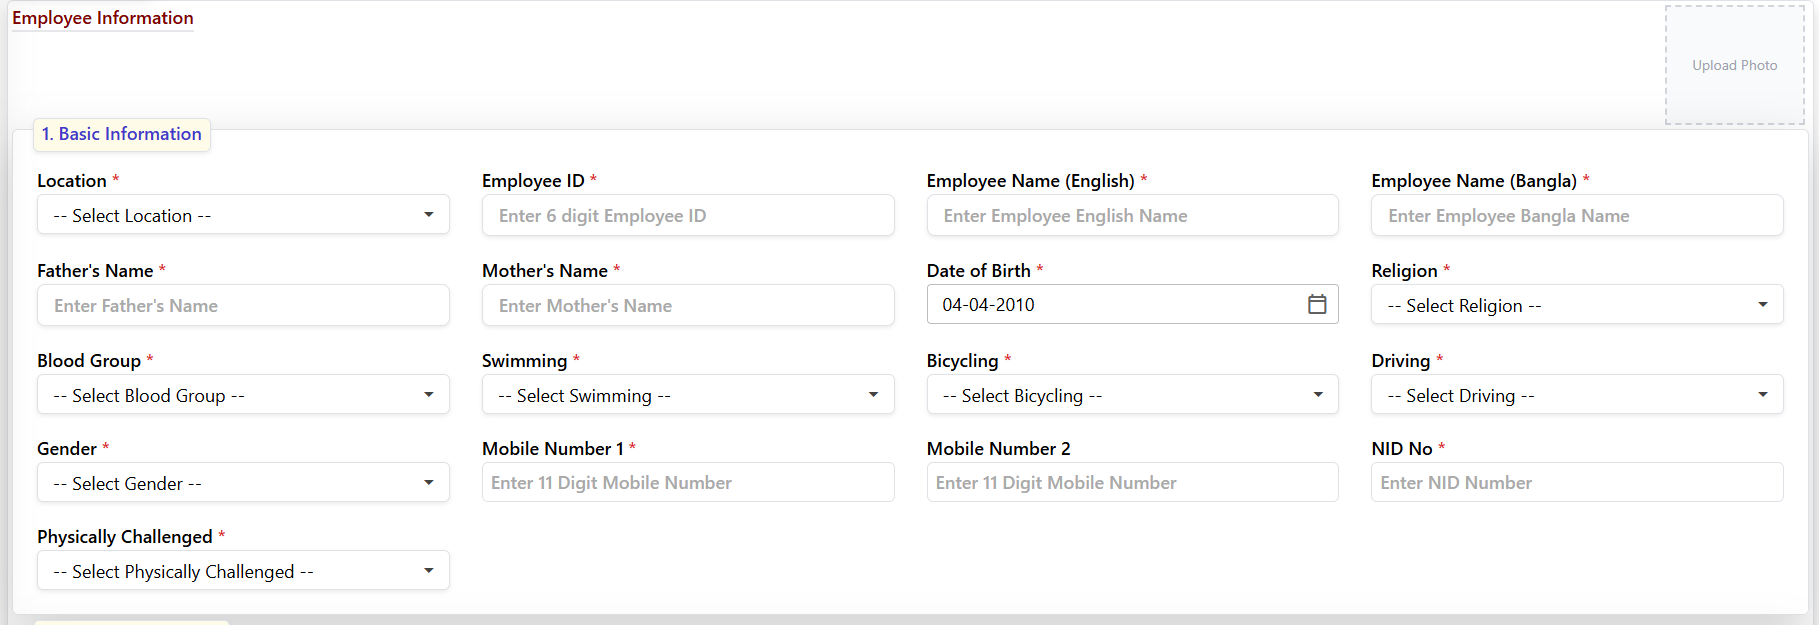 Employee Information
Upload Photo
1. Basic Information
Location * Employee ID * Employee Name (English) * Employee Name (Bangla) *
-- Select Location -- Enter 6 digit Employee ID Enter Employee English Name Enter Employee Bangla Name
Father's Name * Mother's Name * Date of Birth * Religion *
Enter Father's Name Enter Mother's Name 04-04-2010 -- Select Religion --
Blood Group * Swimming * Bicycling * Driving *
-- Select Blood Group -- -- Select Swimming -- -- Select Bicycling -- -- Select Driving --
Gender * Mobile Number 1 * Mobile Number 2 NID No *
-- Select Gender -- Enter 11 Digit Mobile Number Enter 11 Digit Mobile Number Enter NID Number
Physically Challenged *
-- Select Physically Challenged --